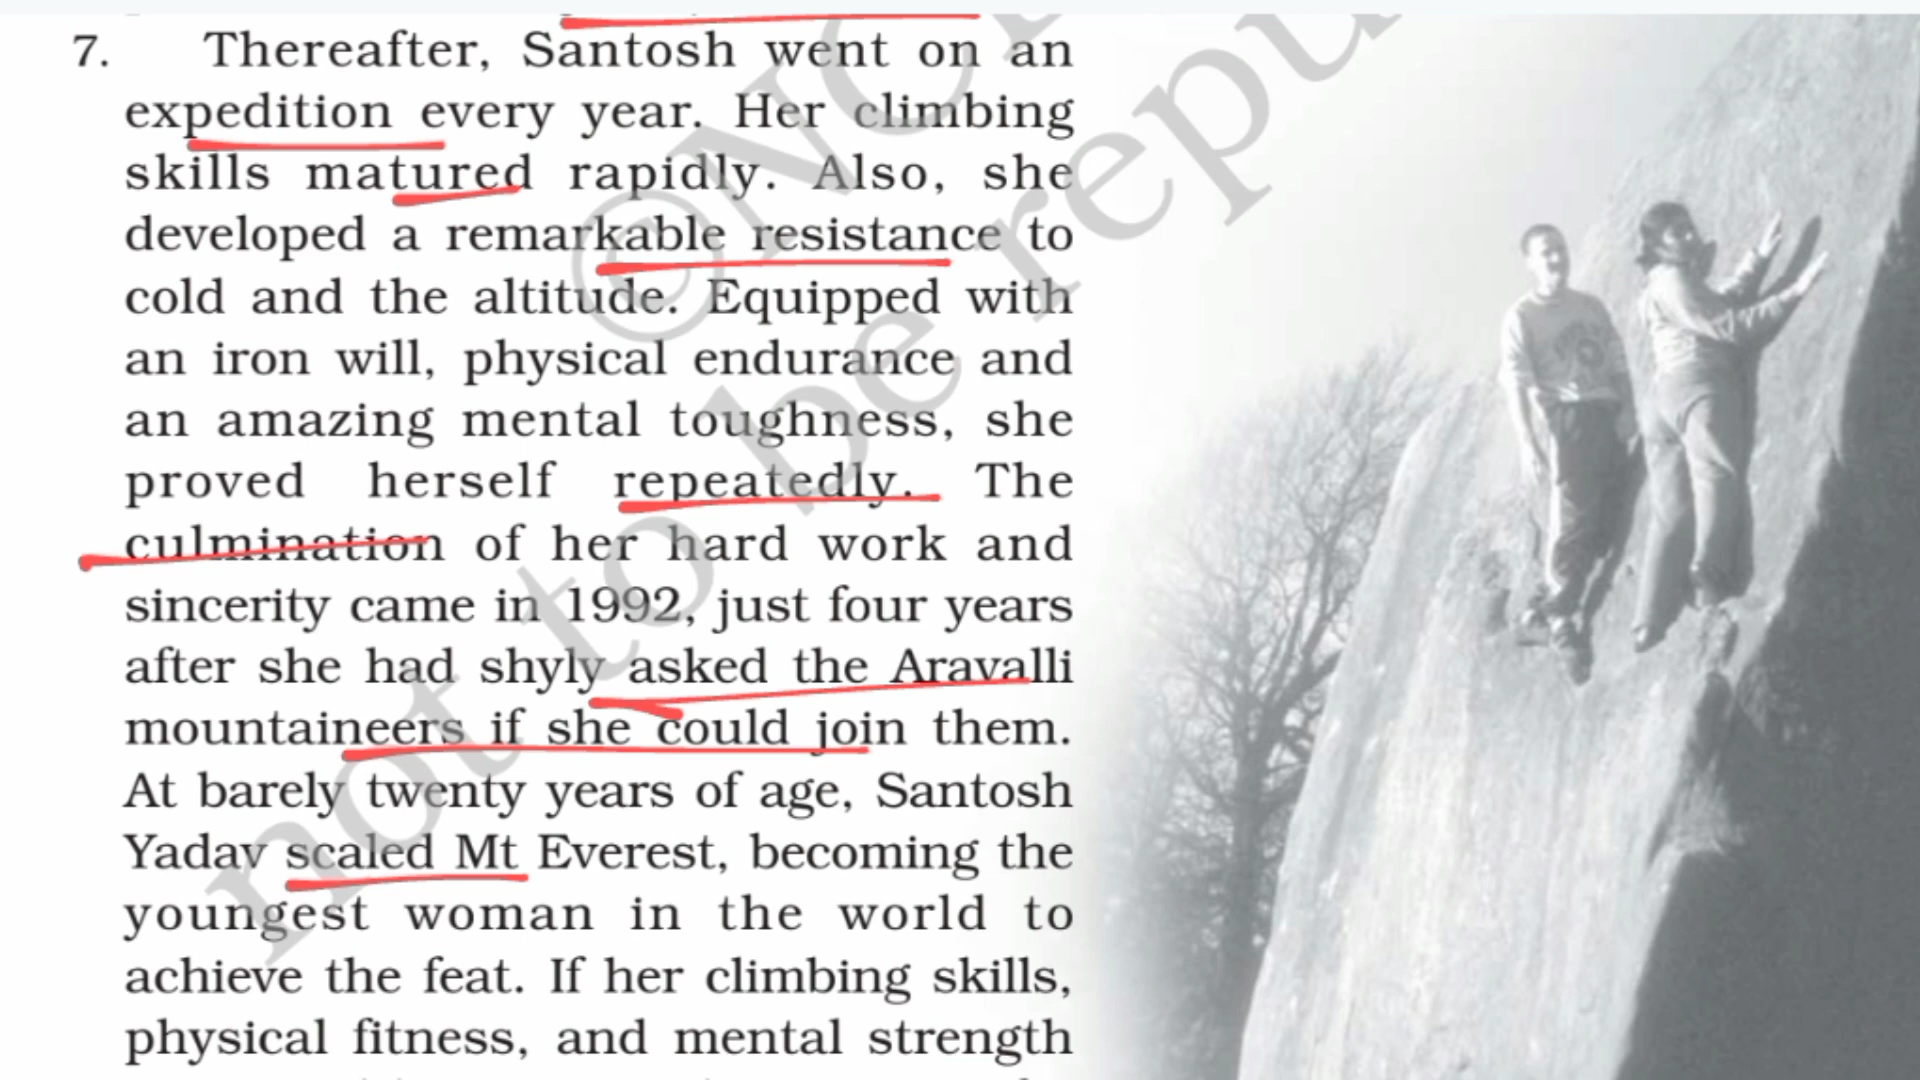 7. Thereafter, Santosh went on an
expedition every year. Her climbing
skills matured rapidly. Also, she
developed a remarkable resistance to
cold and the altitude. Equipped with
an iron will, physical endurance and
an amazing mental toughness, she
proved herself repeatedly. The
culmination of her hard work and
sincerity came in 1992, just four years
after she had shyly asked the Aravalli
mountaineers if she could join them.
At barely twenty years of age, Santosh
Yadav scaled Mt Everest, becoming the
youngest woman in the world to
achieve the feat. If her climbing skills,
physical fitness, and mental strength
©NC
not to be repu